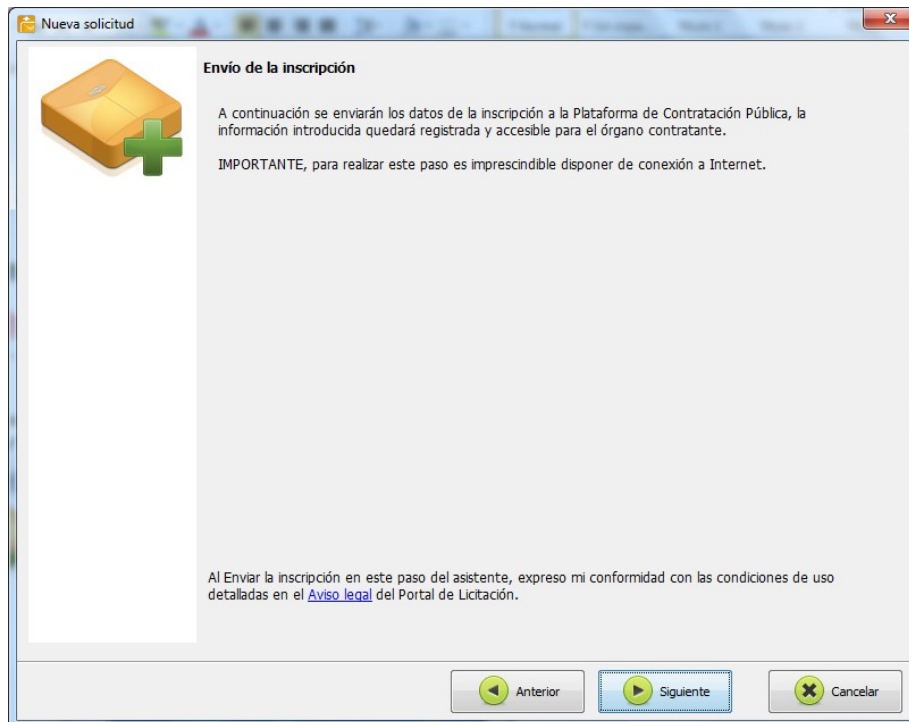 Nueva solicitud
Envío de la inscripción
A continuación se enviarán los datos de la inscripción a la Plataforma de Contratación Pública, la
información introducida quedará registrada y accesible para el órgano contratante.
IMPORTANTE, para realizar este paso es imprescindible disponer de conexión a Internet.
Al Enviar la inscripción en este paso del asistente, expreso mi conformidad con las condiciones de uso
detalladas en el Aviso legal del Portal de Licitación.
Anterior Siguiente Cancelar